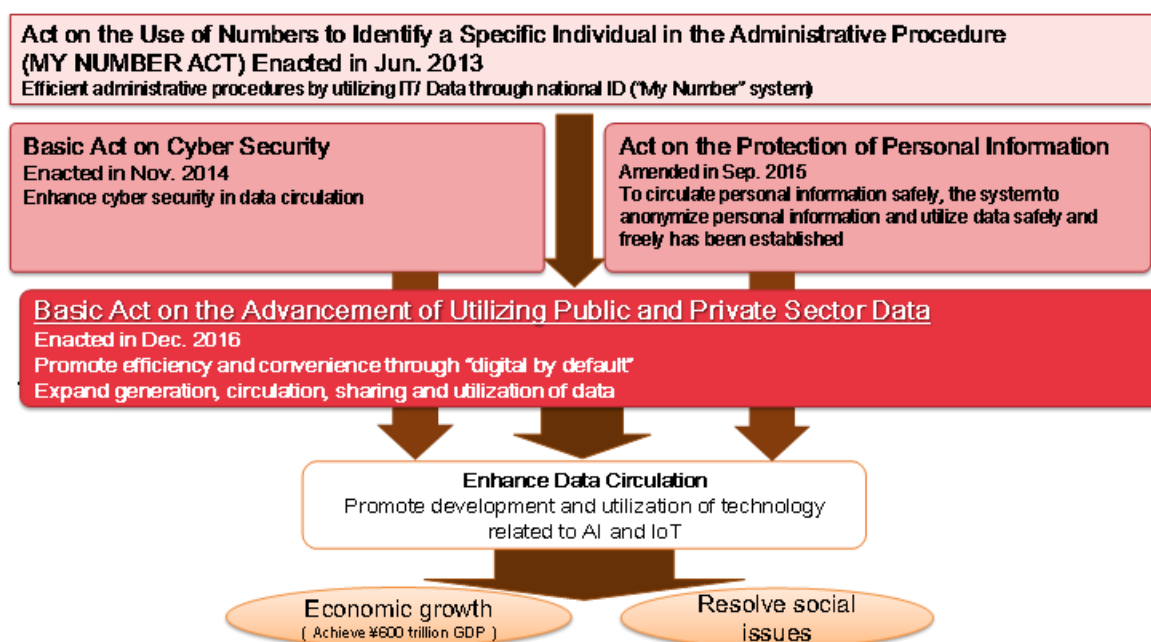 Act on the Use of Numbers to Identify a Specific Individual in the Administrative Procedure
(MY NUMBER ACT) Enacted in Jun. 2013
Efficient administrative procedures by utilizing IT/ Data through national ID ("My Number" system)
Basic Act on Cyber Security
Enacted in Nov. 2014
Enhance cyber security in data circulation
Act on the Protection of Personal Information
Amended in Sep. 2015
To circulate personal information safely, the system to
anonymize personal information and utilize data safely and
freely has been established
Basic Act on the Advancement of Utilizing Public and Private Sector Data
Enacted in Dec. 2016
Promote efficiency and convenience through "digital by default"
Expand generation, circulation, sharing and utilization of data
Enhance Data Circulation
Promote development and utilization of technology
related to AI and IoT
Economic growth
( Achieve ¥600 trillion GDP )
Resolve social
issues